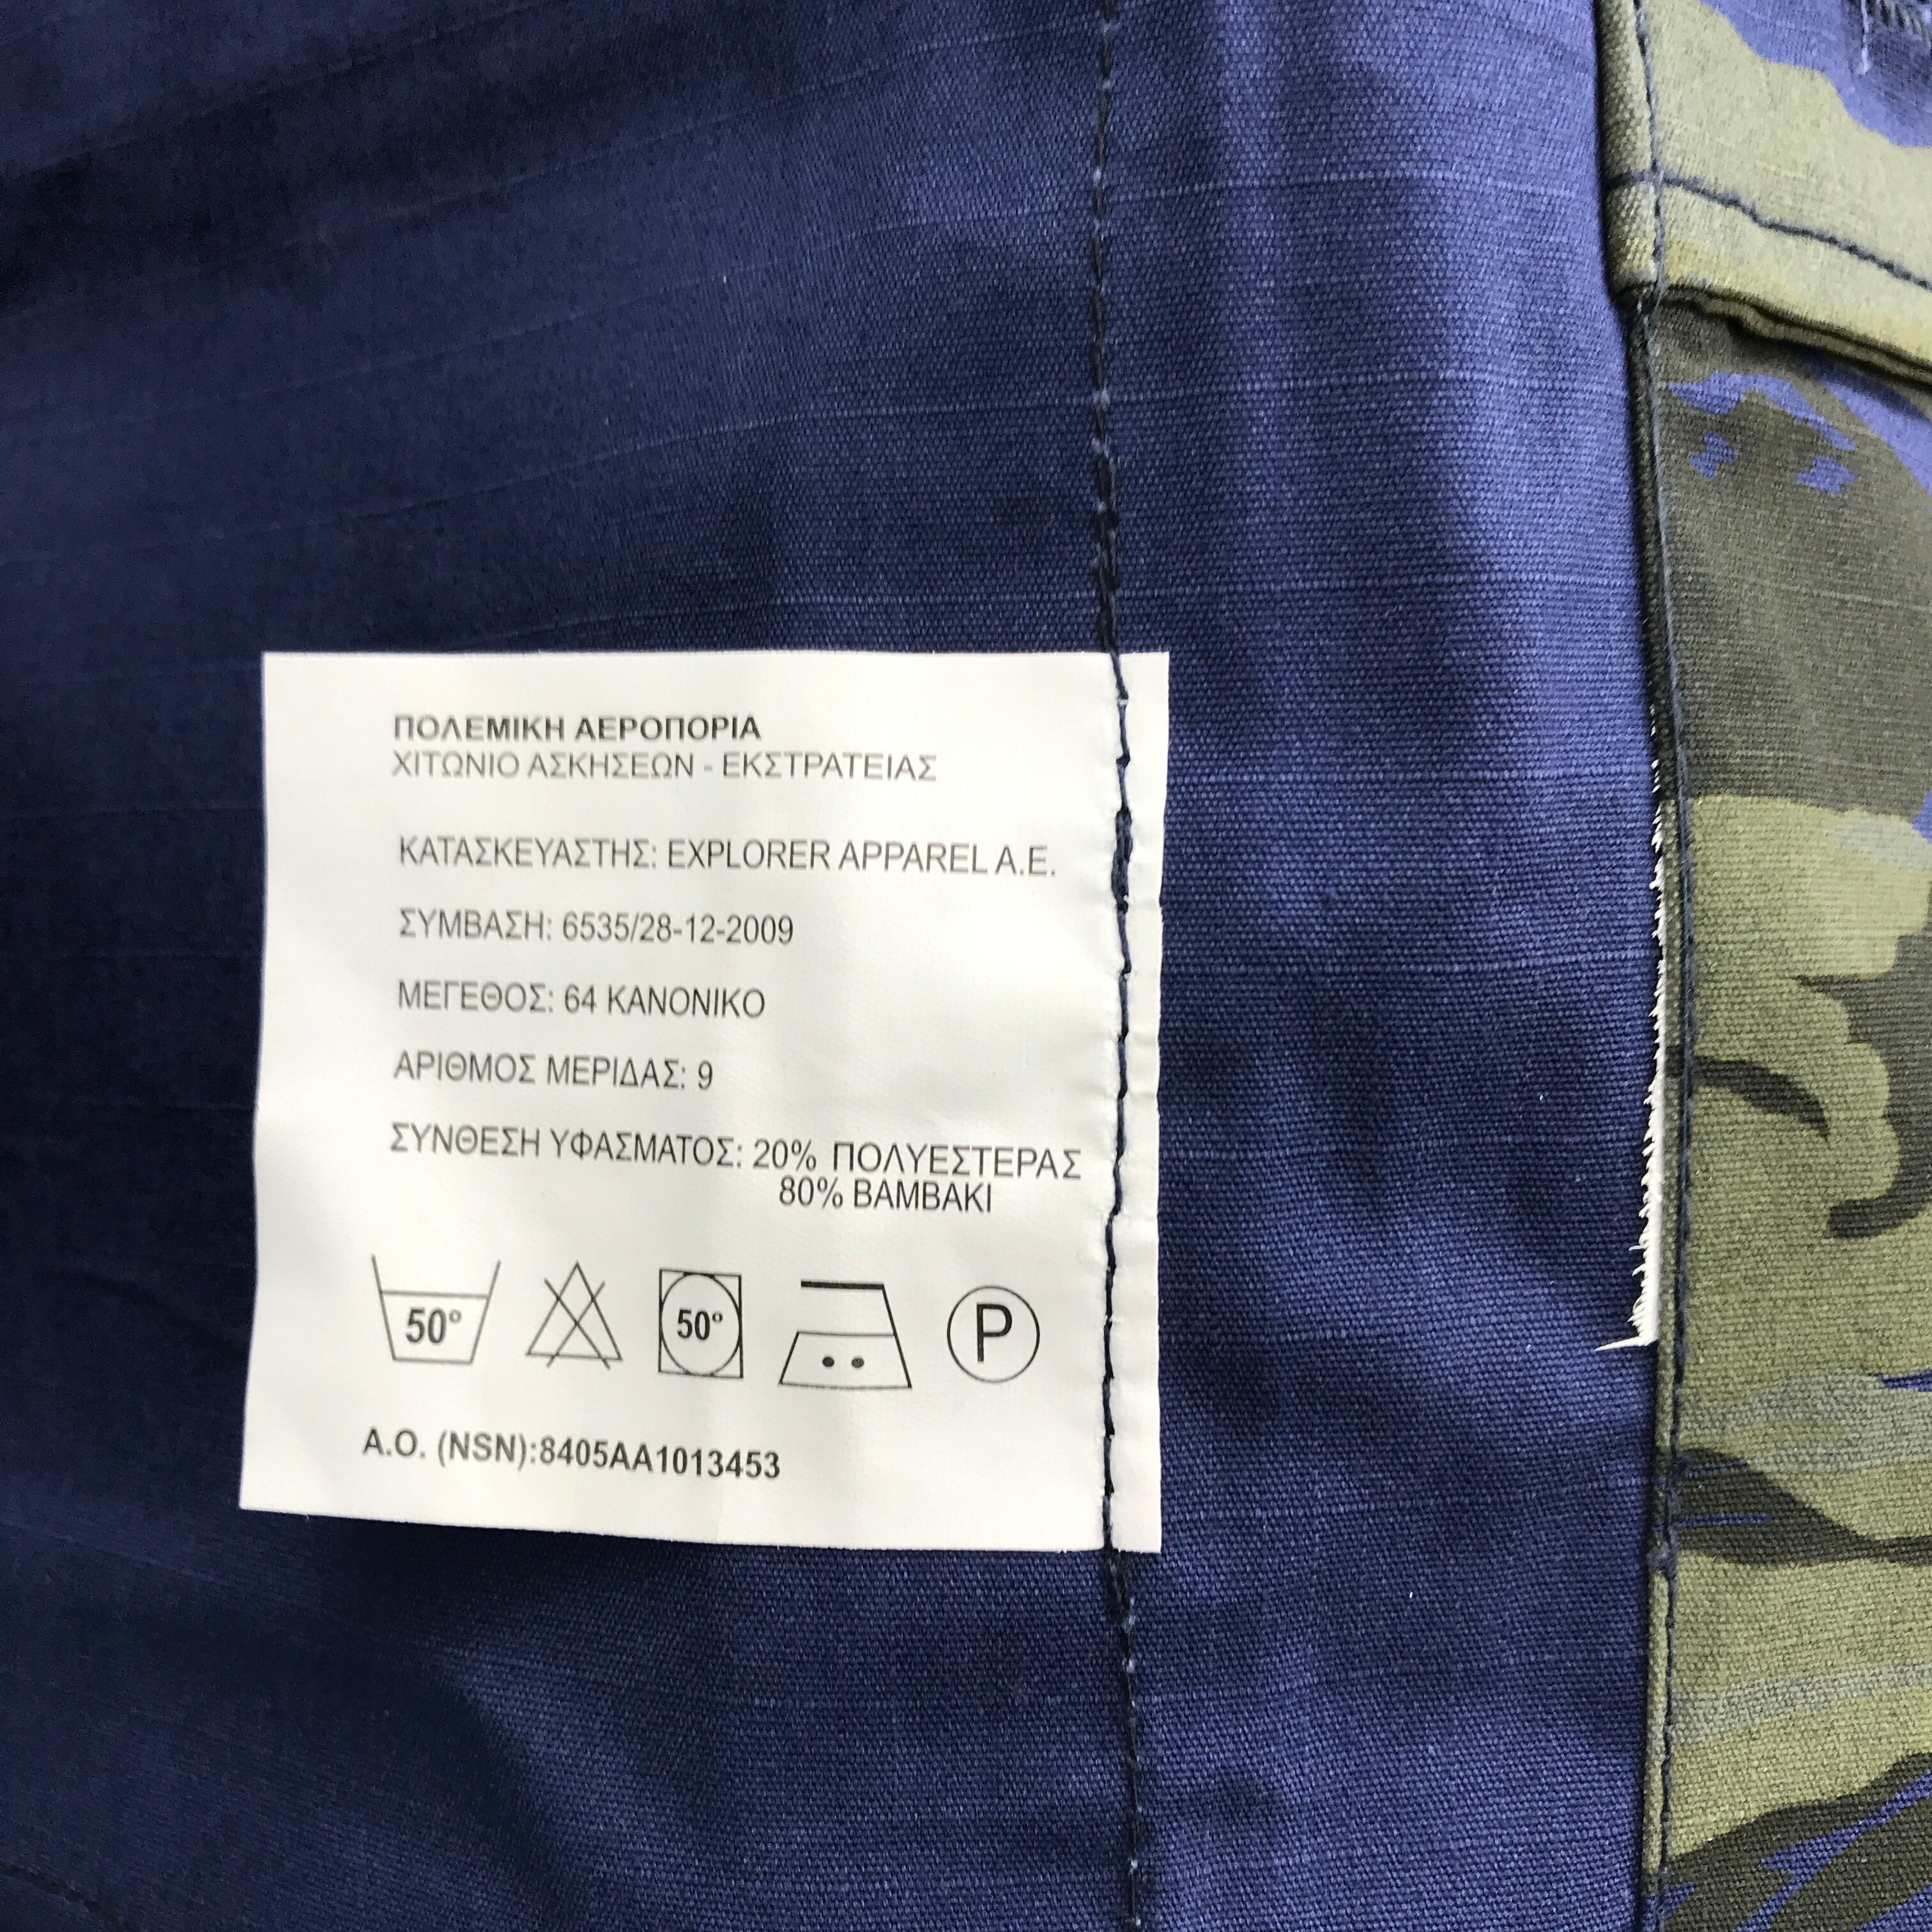 ΠΟΛΕΜΙΚΗ ΑΕΡΟΠΟΡΙΑ
ΧΙΤΩΝΙΟ ΑΣΚΗΣΕΩΝ - ΕΚΣΤΡΑΤΕΙΑΣ
ΚΑΤΑΣΚΕΥΑΣΤΗΣ: EXPLORER APPAREL A.E.
ΣΥΜΒΑΣΗ: 6535/28-12-2009
ΜΕΓΕΘΟΣ: 64 ΚΑΝΟΝΙΚΟ
ΑΡΙΘΜΟΣ ΜΕΡΙΔΑΣ: 9
ΣΥΝΘΕΣΗ ΥΦΑΣΜΑΤΟΣ: 20% ΠΟΛΥΕΣΤΕΡΑΣ
80% ΒΑΜΒΑΚΙ
50° 50° P
Α.Ο. (NSN):8405AA1013453